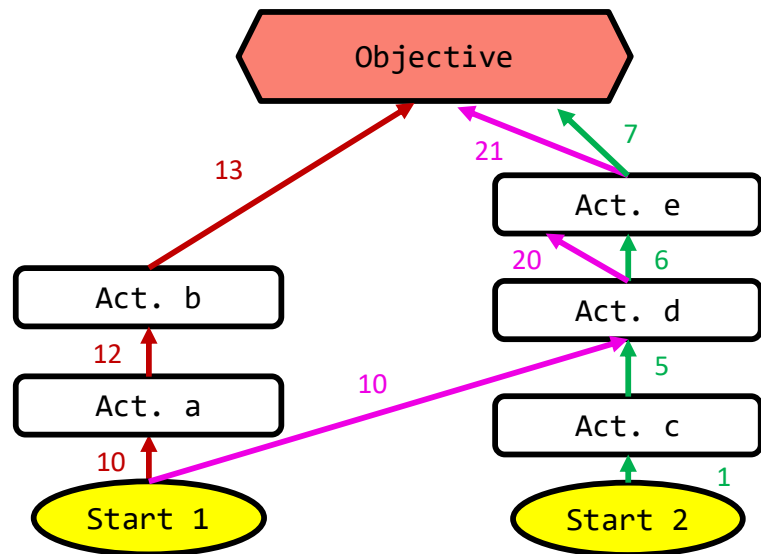 Objective
7
21
13
Act. e
20
6
Act. b
Act. d
12
10
5
Act. a
Act. c
10
1
Start 1
Start 2